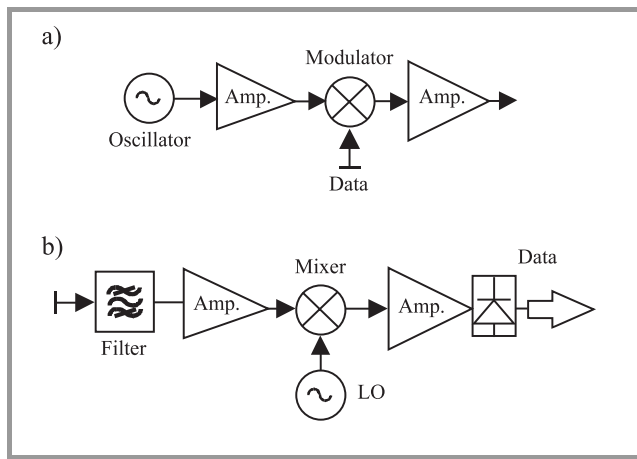 a)
Modulator
Amp.
Amp.
Oscillator
Data
b)
Data
Mixer
Amp.
Amp.
Filter
LO